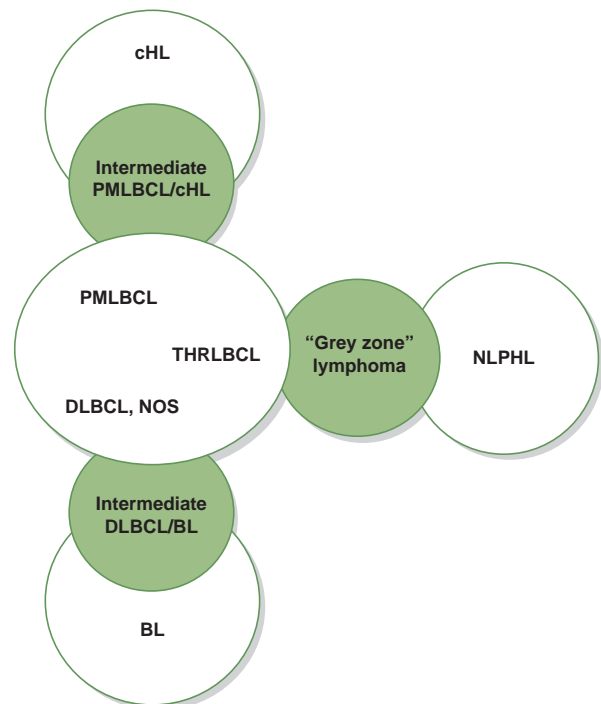 cHL
Intermediate
PMLBCL/cHL
PMLBCL
THRLBCL
DLBCL, NOS
“Grey zone”
lymphoma
NLPHL
Intermediate
DLBCL/BL
BL